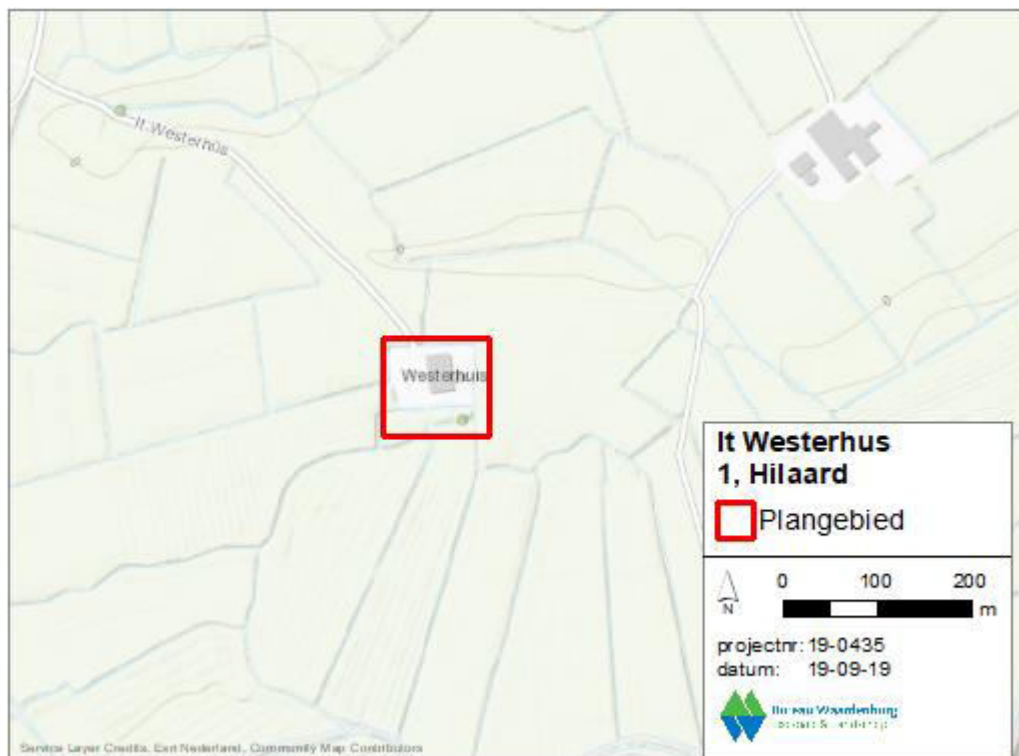 It Westerhûs
Westerhuis
It Westerhus
1, Hilaard
Plangebied
0 100 200
m
N
projectnr: 19-0435
datum: 19-09-19
Bureau Waardenburg
Service Layer Credits: Esri Nederland, Community Map Contributors